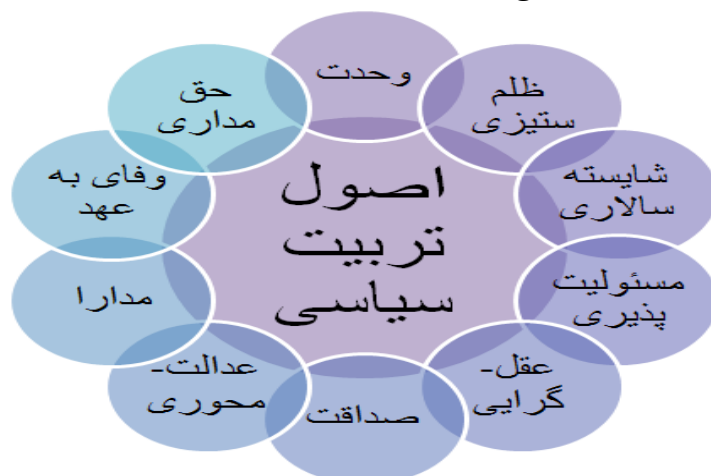 وحدت
ظلم
ستیزی
شایسته
سالاری
مسئولیت
پذیری
عقل-
گرایی
صداقت
عدالت-
محوری
مدارا
وفای به
عهد
حق
مداری
اصول
تربیت
سیاسی